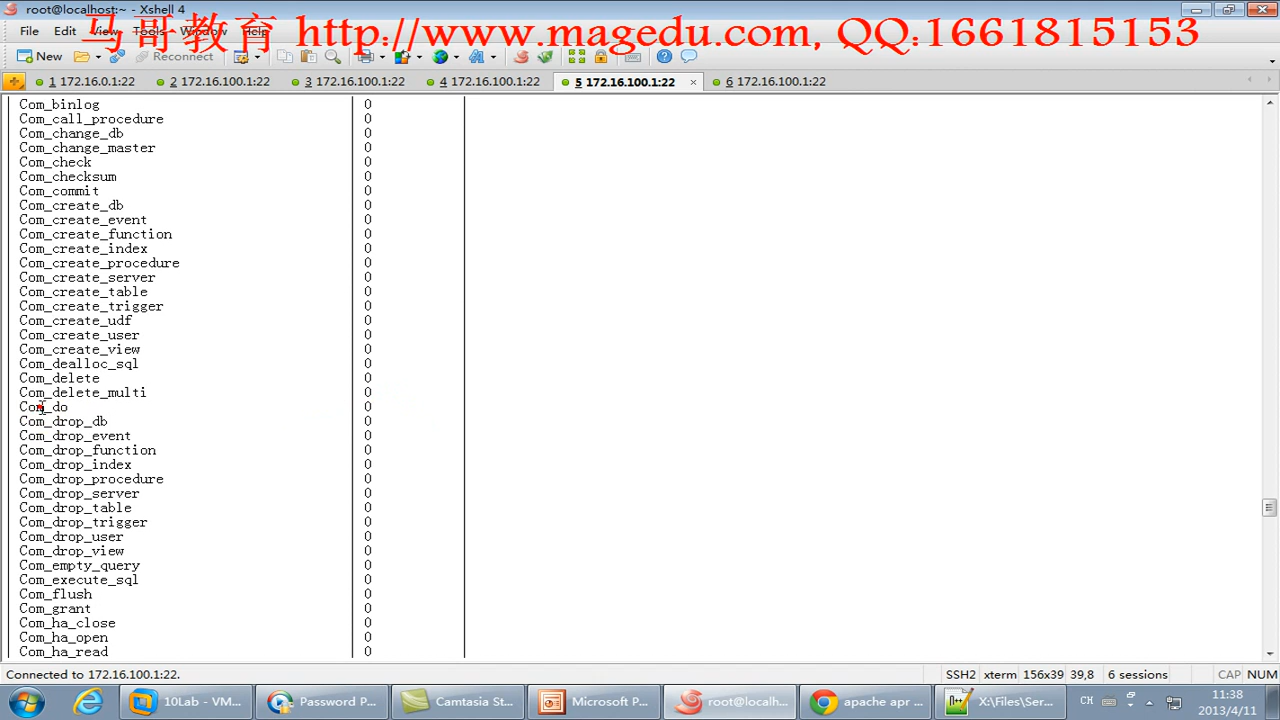 root@localhost:~ - Xshell 4
马哥教育 http://www.magedu.com, QQ:1661815153
File Edit View Tools Window Help
New Reconnect
1 172.16.0.1:22 2 172.16.100.1:22 3 172.16.100.1:22 4 172.16.100.1:22 5 172.16.100.1:22 × 6 172.16.100.1:22
Com_binlog 0
Com_call_procedure 0
Com_change_db 0
Com_change_master 0
Com_check 0
Com_checksum 0
Com_commit 0
Com_create_db 0
Com_create_event 0
Com_create_function 0
Com_create_index 0
Com_create_procedure 0
Com_create_server 0
Com_create_table 0
Com_create_trigger 0
Com_create_udf 0
Com_create_user 0
Com_create_view 0
Com_dealloc_sql 0
Com_delete 0
Com_delete_multi 0
Com_do 0
Com_drop_db 0
Com_drop_event 0
Com_drop_function 0
Com_drop_index 0
Com_drop_procedure 0
Com_drop_server 0
Com_drop_table 0
Com_drop_trigger 0
Com_drop_user 0
Com_drop_view 0
Com_empty_query 0
Com_execute_sql 0
Com_flush 0
Com_grant 0
Com_ha_close 0
Com_ha_open 0
Com_ha_read 0
Connected to 172.16.100.1:22. SSH2 xterm 156x39 39,8 6 sessions CAP NUM
10Lab - VM... Password P... Camtasia St... Microsoft P... root@localh... apache apr ... X:\Files\Ser... CH 11:38
2013/4/11